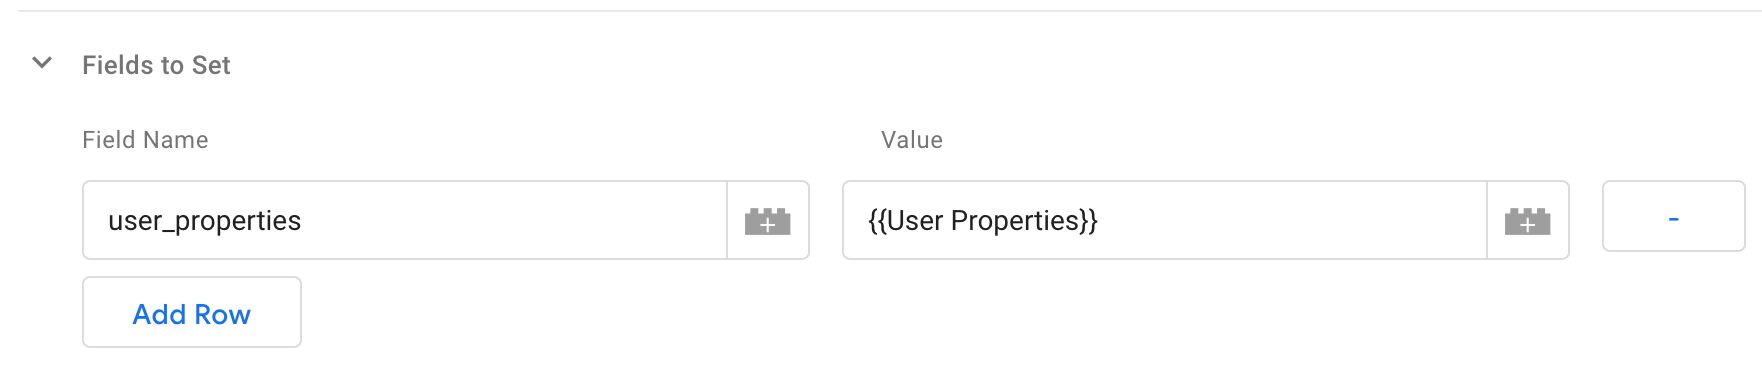 Fields to Set
Field Name Value
user_properties {{User Properties}} -
Add Row